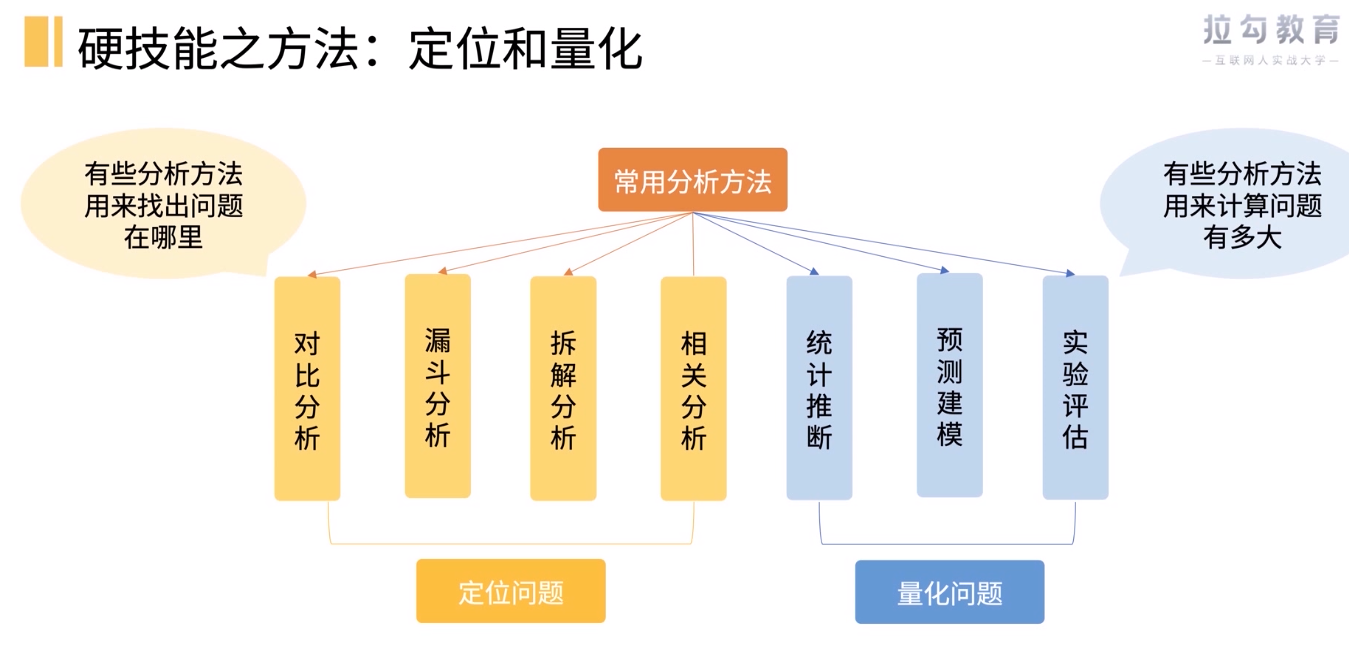 硬技能之方法：定位和量化
拉勾教育
—互联网人实战大学—
有些分析方法
用来找出问题
在哪里
常用分析方法
有些分析方法
用来计算问题
有多大
对比分析
漏斗分析
拆解分析
相关分析
统计推断
预测建模
实验评估
定位问题
量化问题